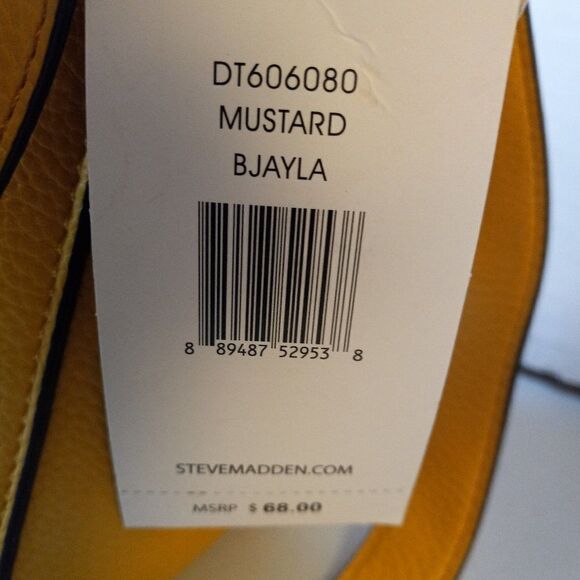 DT606080
MUSTARD
BJAYLA
8 89487 52953 8
STEVEMADDEN.COM
MSRP $ 68.00